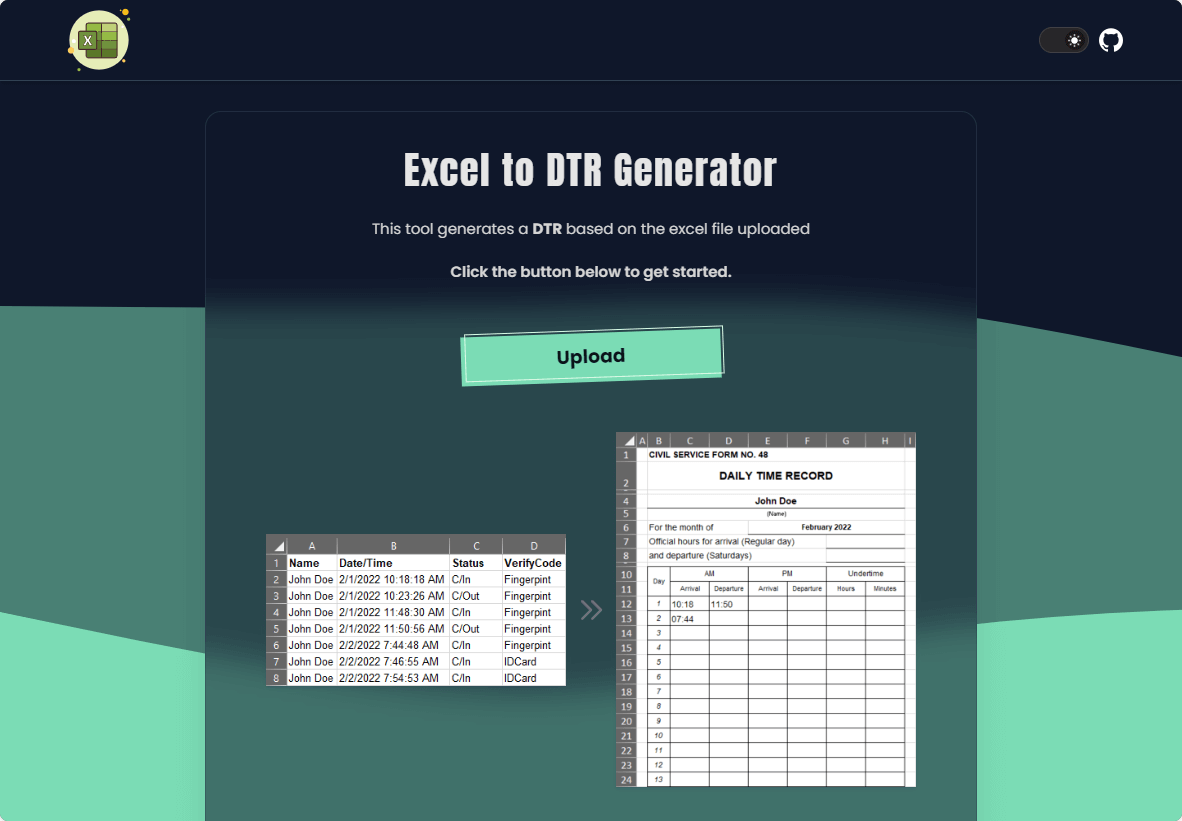 X
Excel to DTR Generator
This tool generates a DTR based on the excel file uploaded
Click the button below to get started.
Upload
A B C D
1 Name Date/Time Status VerifyCode
2 John Doe 2/1/2022 10:18:18 AM C/In Fingerpint
3 John Doe 2/1/2022 10:23:26 AM C/Out Fingerpint
4 John Doe 2/1/2022 11:48:30 AM C/In Fingerpint
5 John Doe 2/1/2022 11:50:56 AM C/Out Fingerpint
6 John Doe 2/2/2022 7:44:48 AM C/In Fingerpint
7 John Doe 2/2/2022 7:46:55 AM C/In IDCard
8 John Doe 2/2/2022 7:54:53 AM C/In IDCard
A B C D E F G H I
1 CIVIL SERVICE FORM NO. 48
2 DAILY TIME RECORD
4 John Doe
5 (Name)
6 For the month of February 2022
7 Official hours for arrival (Regular day)
8 and departure (Saturdays)
10 Day AM PM Undertime
11 Arrival Departure Arrival Departure Hours Minutes
12 1 10:18 11:50
13 2 07:44
14 3
15 4
16 5
17 6
18 7
19 8
20 9
21 10
22 11
23 12
24 13